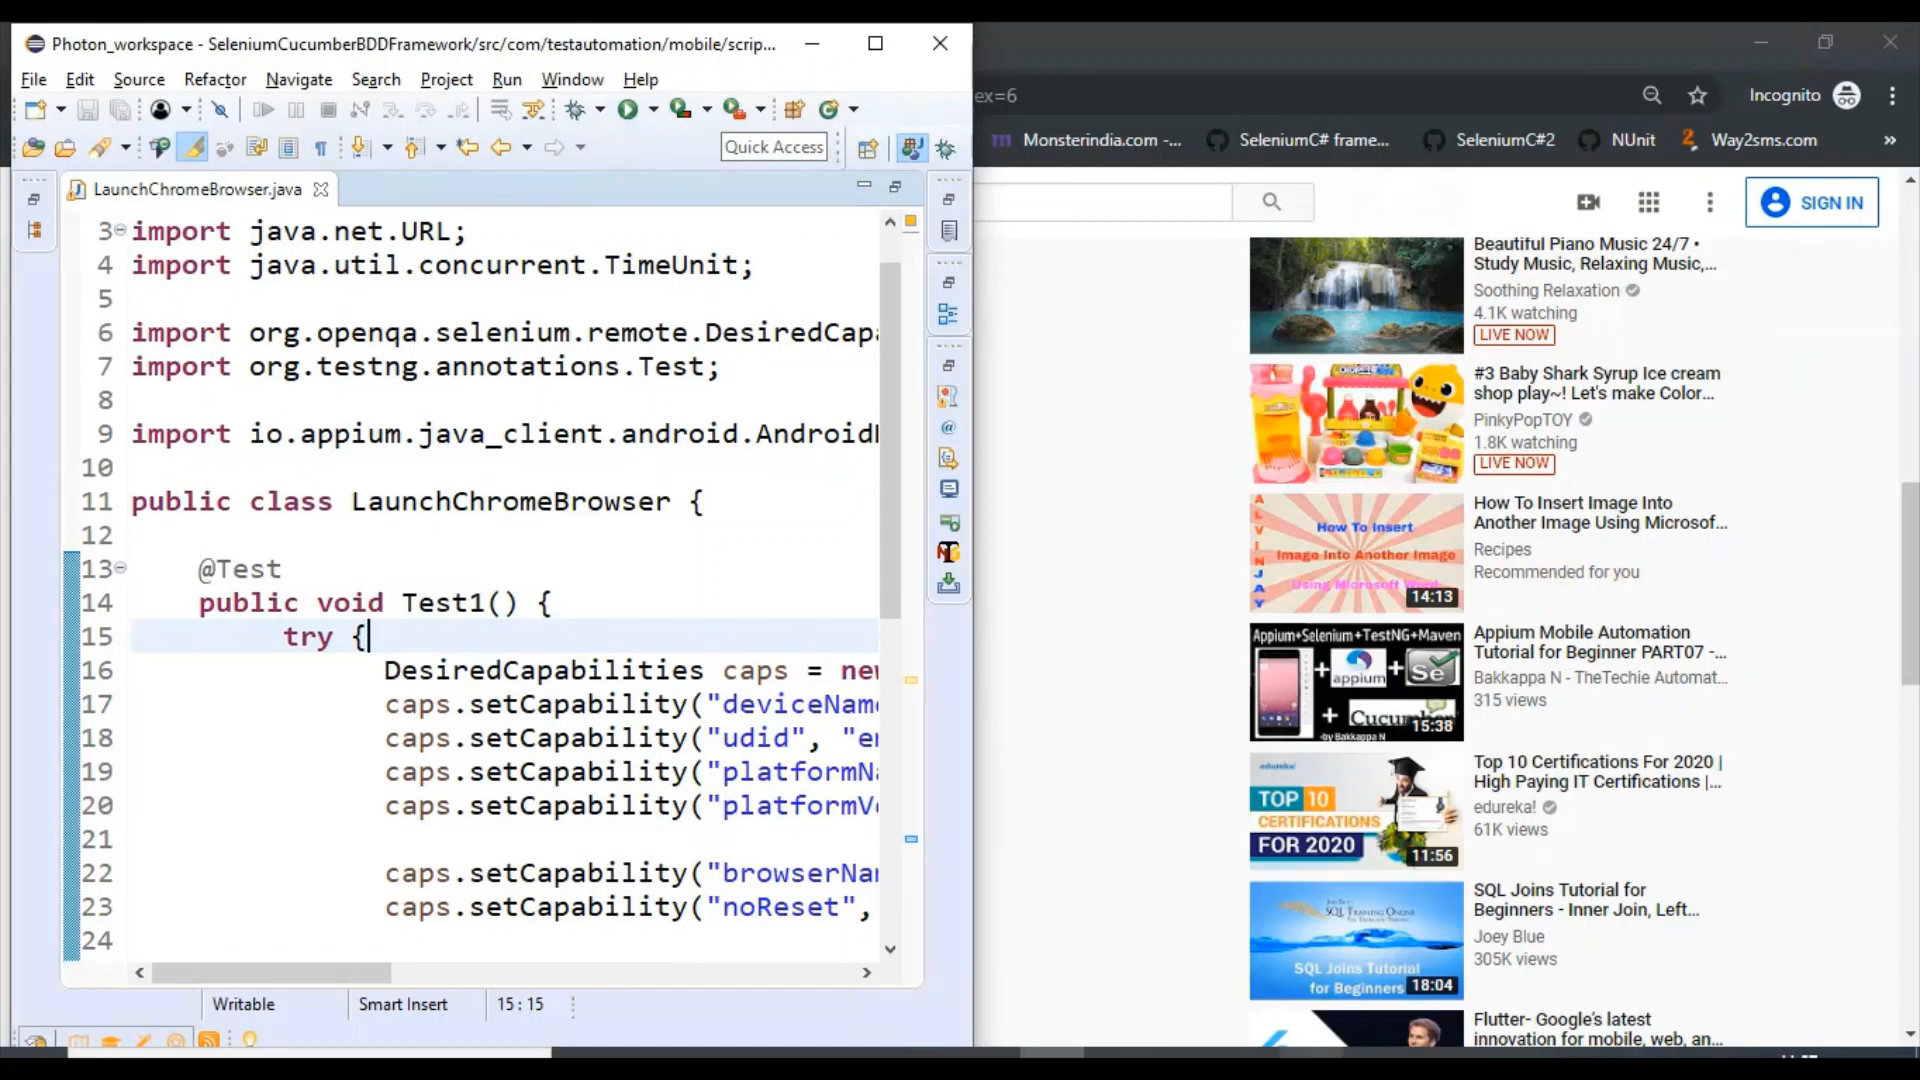 Photon_workspace - SeleniumCucumberBDDFramework/src/com/testautomation/mobile/scrip...
File Edit Source Refactor Navigate Search Project Run Window Help
Quick Access
LaunchChromeBrowser.java
3 import java.net.URL;
4 import java.util.concurrent.TimeUnit;
5
6 import org.openqa.selenium.remote.DesiredCap
7 import org.testng.annotations.Test;
8
9 import io.appium.java_client.android.Android
10
11 public class LaunchChromeBrowser {
12
13 @Test
14 public void Test1() {
15 try {
16 DesiredCapabilities caps = new
17 caps.setCapability("deviceName
18 caps.setCapability("udid", "e
19 caps.setCapability("platformN
20 caps.setCapability("platformV
21
22 caps.setCapability("browserNa
23 caps.setCapability("noReset",
24
Writable Smart Insert 15 : 15
ex=6
Incognito
Monsterindia.com -... SeleniumC# frame... SeleniumC#2 NUnit Way2sms.com »
SIGN IN
Beautiful Piano Music 24/7 •
Study Music, Relaxing Music,...
Soothing Relaxation
4.1K watching
LIVE NOW
#3 Baby Shark Syrup Ice cream
shop play~! Let's make Color...
PinkyPopTOY
1.8K watching
LIVE NOW
ALVINJAY
How To Insert
Image Into Another Image
Using Microsoft Word
14:13
How To Insert Image Into
Another Image Using Microsof...
Recipes
Recommended for you
Appium+Selenium+TestNG+Maven
appium
Se
Cucumber
-by Bakkappa N
15:38
Appium Mobile Automation
Tutorial for Beginner PART07 -...
Bakkappa N - TheTechie Automat...
315 views
edureka!
TOP 10
CERTIFICATIONS
FOR 2020
11:56
Top 10 Certifications For 2020 |
High Paying IT Certifications |...
edureka!
61K views
SQL TRAINING ONLINE
SQL Joins Tutorial
for Beginners
18:04
SQL Joins Tutorial for
Beginners - Inner Join, Left...
Joey Blue
305K views
Flutter- Google's latest
innovation for mobile, web, an...